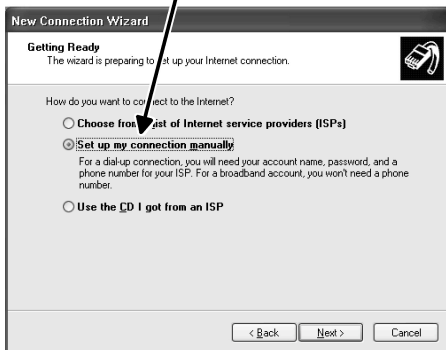 New Connection Wizard
Getting Ready
The wizard is preparing to set up your Internet connection.
How do you want to connect to the Internet?
Choose from a list of Internet service providers (ISPs)
Set up my connection manually
For a dial-up connection, you will need your account name, password, and a
phone number for your ISP. For a broadband account, you won't need a phone
number.
Use the CD I got from an ISP
< Back
Next >
Cancel